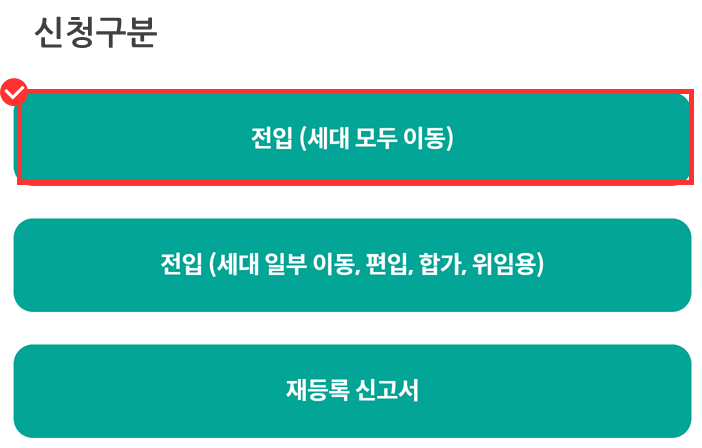 신청구분
전입 (세대 모두 이동)
전입 (세대 일부 이동, 편입, 합가, 위임용)
재등록 신고서